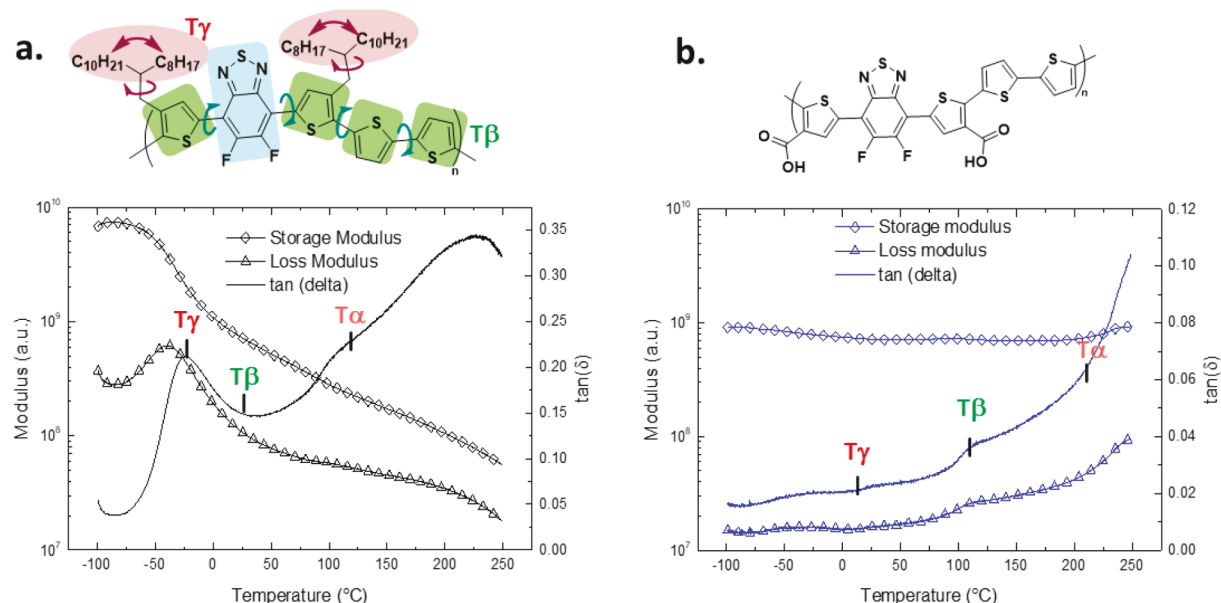 a.
Tγ
C10H21 C8H17
C8H17 C10H21
N S N
S
F F
S
S
S
n
Tβ
10^10
10^9
10^8
10^7
Modulus (a.u.)
Storage Modulus
Loss Modulus
tan (delta)
Tγ
Tβ
Tα
0.35
0.30
0.25
0.20
0.15
0.10
0.05
0.00
tan(δ)
-100 -50 0 50 100 150 200 250
Temperature (°C)
b.
N S N
S
S
S
S
n
O
OH
F F
O
HO
10^10
10^9
10^8
10^7
Modulus (a.u.)
Storage modulus
Loss modulus
tan (delta)
Tγ
Tβ
Tα
0.12
0.10
0.08
0.06
0.04
0.02
0.00
tan(δ)
-100 -50 0 50 100 150 200 250
Temperature (°C)